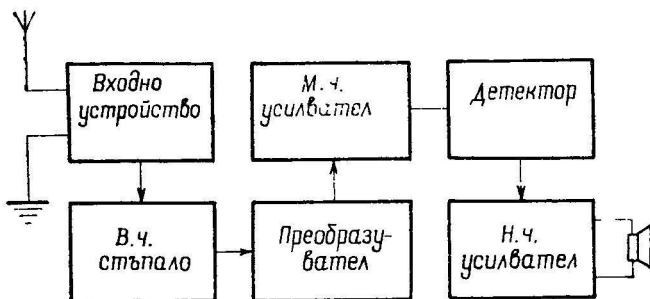 Входно
устройство
М.ч.
усилвател
Детектор
В.ч.
стъпало
Преобразу-
вател
Н.ч.
усилвател